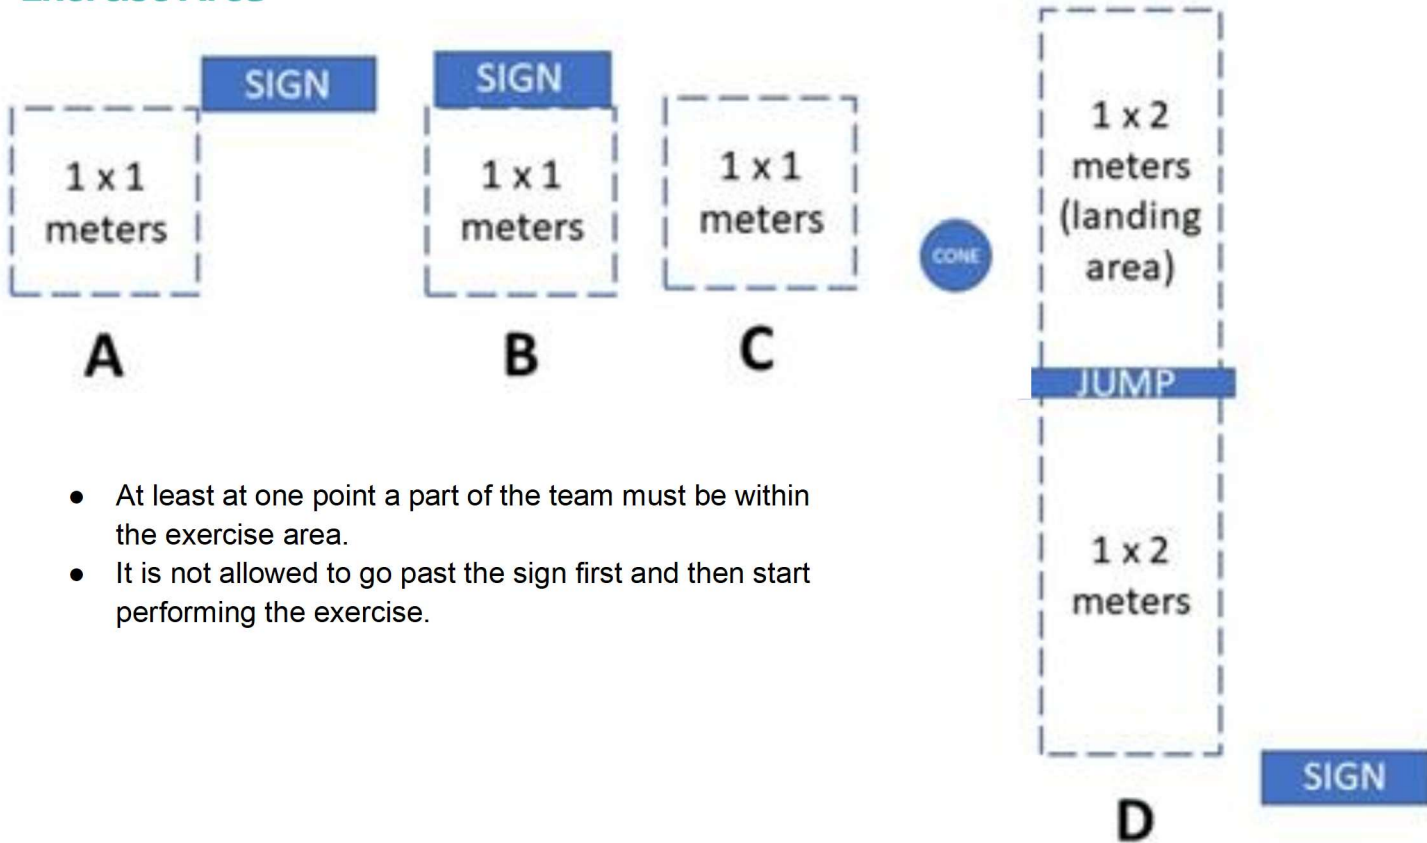 SIGN
1 x 1
meters
A
SIGN
1 x 1
meters
B
1 x 1
meters
C
CONE
1 x 2
meters
(landing
area)
JUMP
1 x 2
meters
SIGN
D
● At least at one point a part of the team must be within
the exercise area.
● It is not allowed to go past the sign first and then start
performing the exercise.